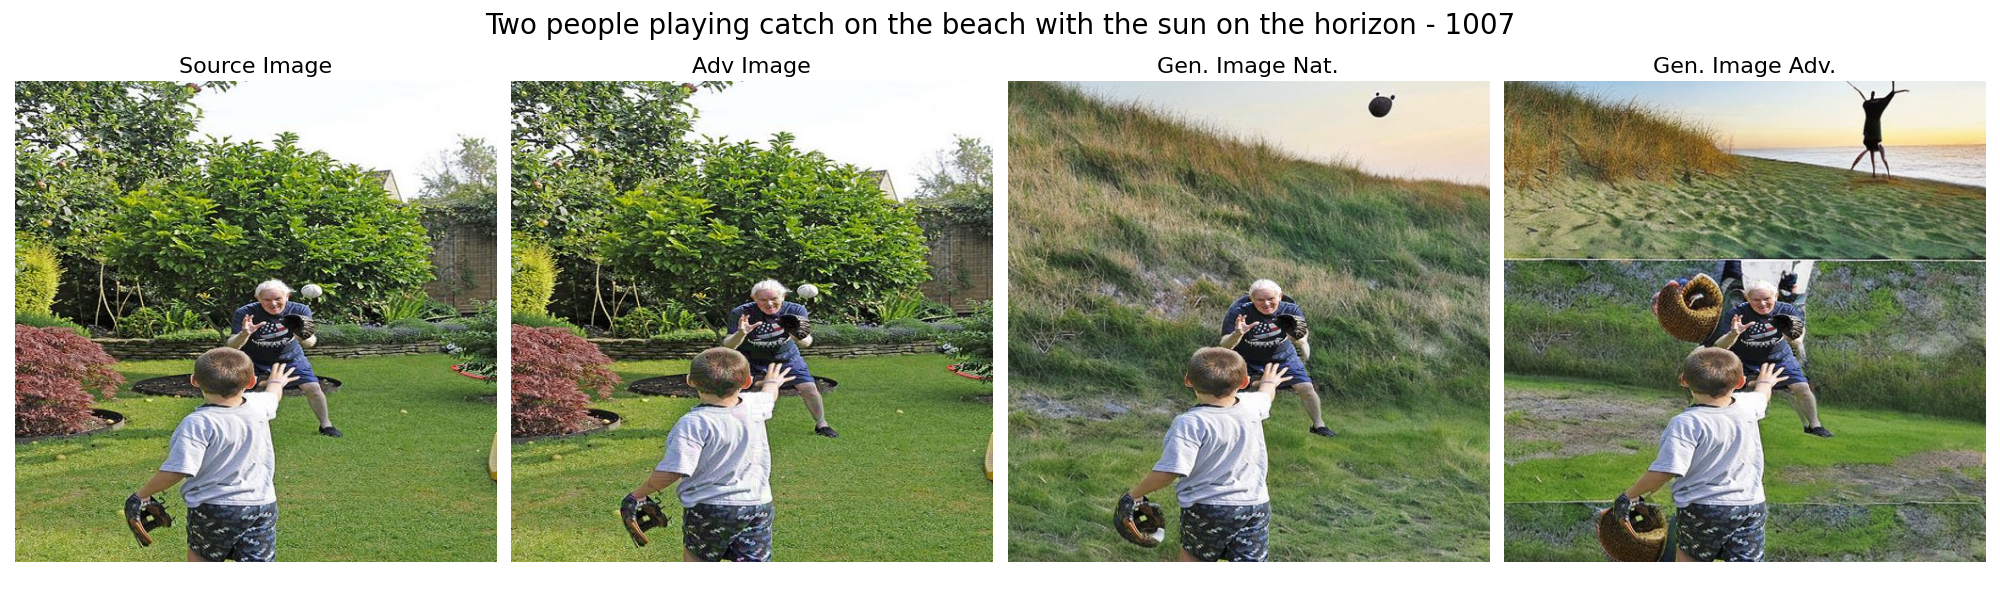 Two people playing catch on the beach with the sun on the horizon - 1007
Source Image
Adv Image
Gen. Image Nat.
Gen. Image Adv.